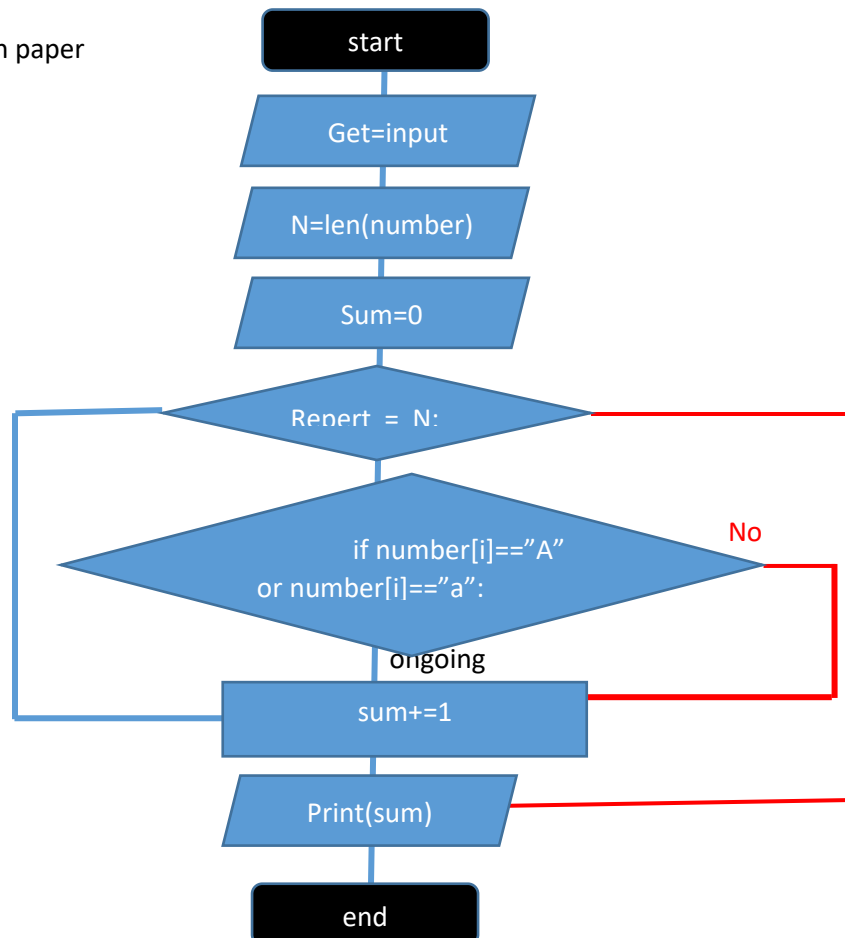 start
n paper
Get=input
N=len(number)
Sum=0
Repert = N:
No
if number[i]==”A”
or number[i]==”a”:
ongoing
sum+=1
Print(sum)
end